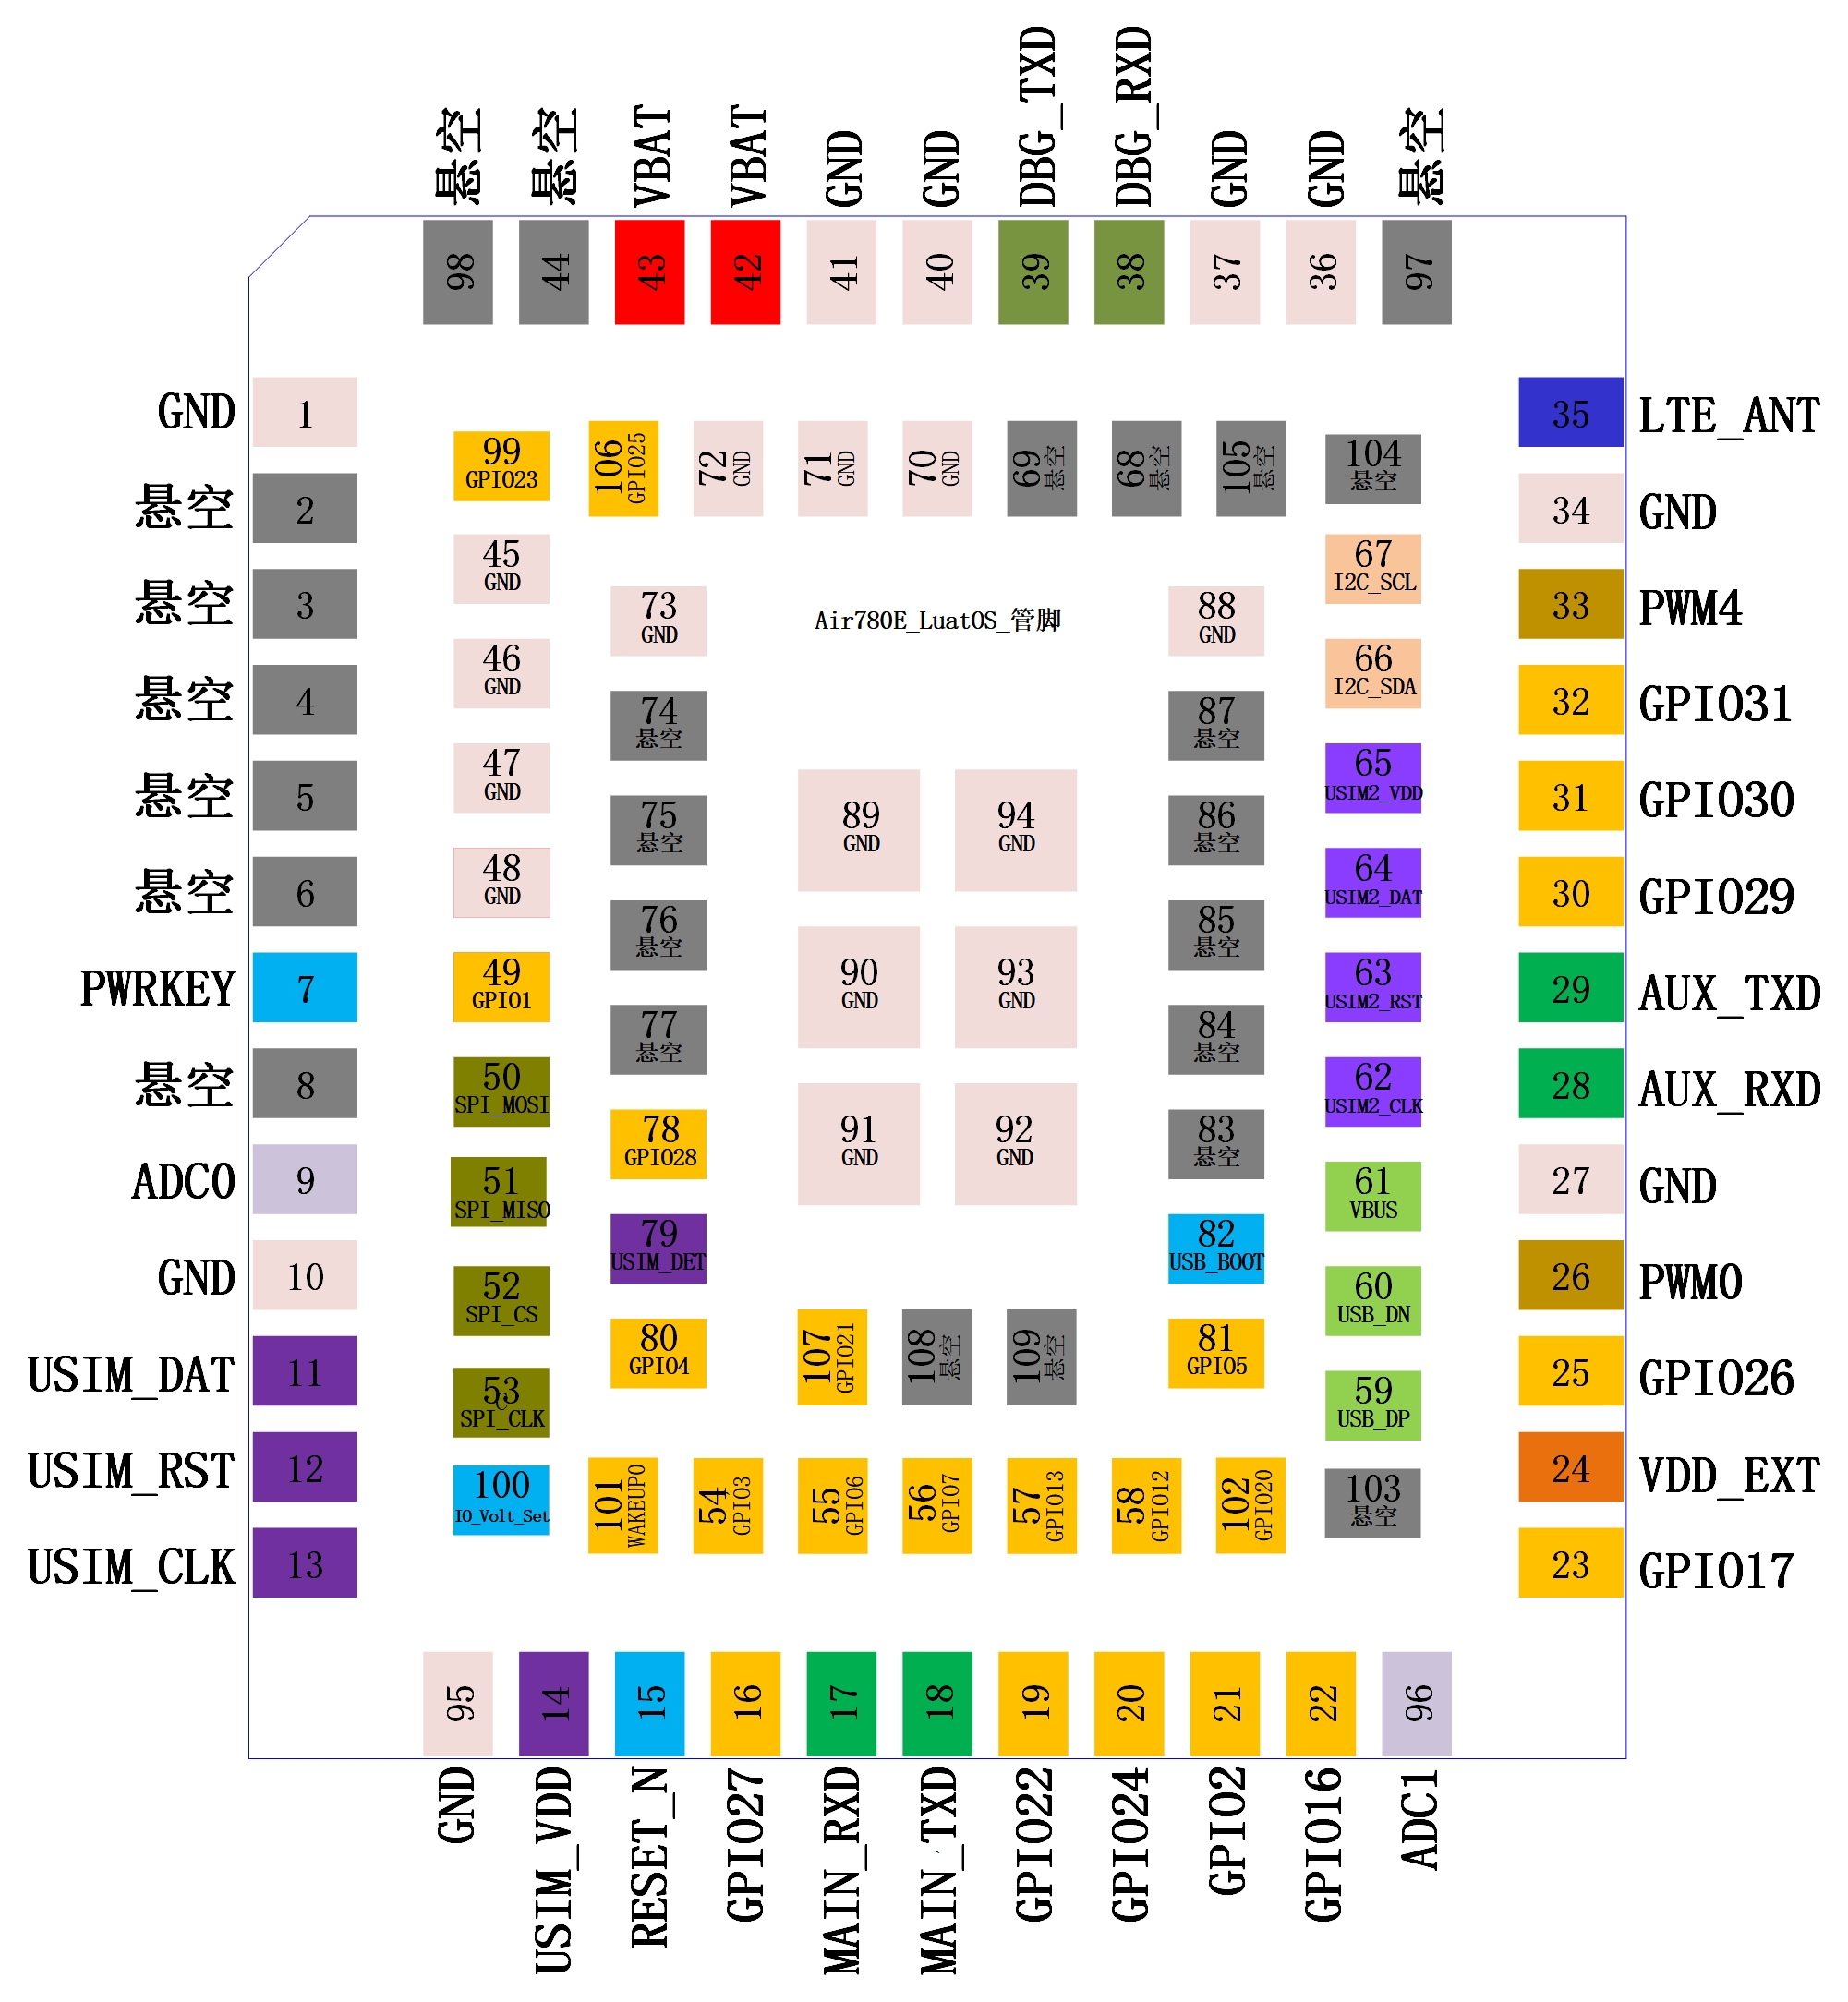 悬空
悬空
VBAT
VBAT
GND
GND
DBG_TXD
DBG_RXD
GND
GND
悬空
98
44
43
42
41
40
39
38
37
36
97
GND
悬空
悬空
悬空
悬空
悬空
PWRKEY
悬空
ADC0
GND
USIM_DAT
USIM_RST
USIM_CLK
1
2
3
4
5
6
7
8
9
10
11
12
13
99
GPIO23
45
GND
46
GND
47
GND
48
GND
49
GPIO1
50
SPI_MOSI
51
SPI_MISO
52
SPI_CS
53
C
SPI_CLK
100
IO_Volt_Set
106
GPIO25
72
GND
71
GND
70
GND
69
悬空
68
悬空
105
悬空
104
悬空
Air780E_LuatOS_管脚
73
GND
74
悬空
75
悬空
76
悬空
77
悬空
78
GPIO28
79
USIM_DET
80
GPIO4
89
GND
94
GND
90
GND
93
GND
91
GND
92
GND
107
GPIO21
108
悬空
109
悬空
88
GND
87
悬空
86
悬空
85
悬空
84
悬空
83
悬空
82
USB_BOOT
81
GPIO5
67
I2C_SCL
66
I2C_SDA
65
USIM2_VDD
64
USIM2_DAT
63
USIM2_RST
62
USIM2_CLK
61
VBUS
60
USB_DN
59
USB_DP
103
悬空
101
WAKEUP0
54
GPIO3
55
GPIO6
56
GPIO7
57
GPIO13
58
GPIO12
102
GPIO20
35
34
33
32
31
30
29
28
27
26
25
24
23
LTE_ANT
GND
PWM4
GPIO31
GPIO30
GPIO29
AUX_TXD
AUX_RXD
GND
PWM0
GPIO26
VDD_EXT
GPIO17
95
14
15
16
17
18
19
20
21
22
96
GND
USIM_VDD
RESET_N
GPIO27
MAIN_RXD
MAIN_TXD
GPIO22
GPIO24
GPIO2
GPIO16
ADC1